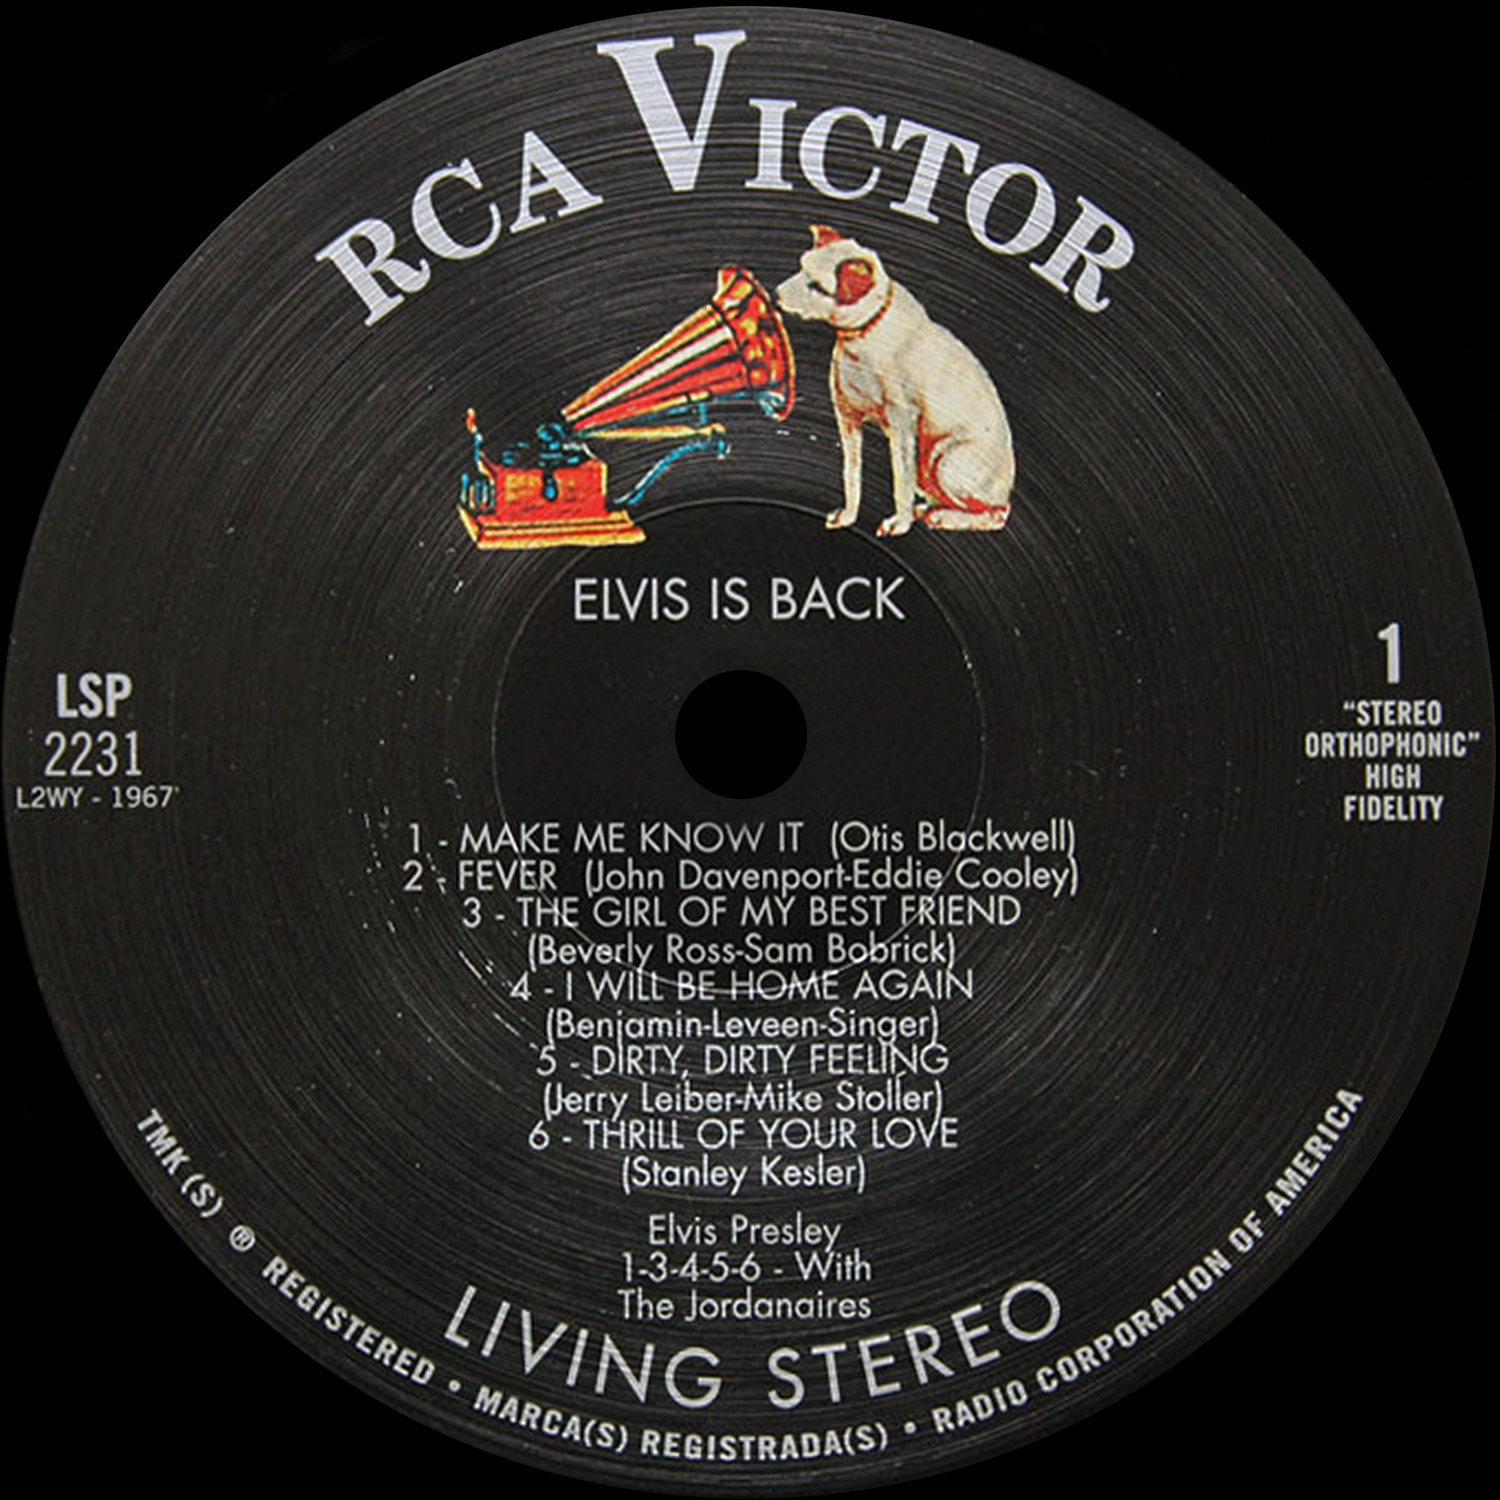 RCA VICTOR
ELVIS IS BACK
LSP
2231
L2WY - 1967
1
"STEREO
ORTHOPHONIC"
HIGH
FIDELITY
1 - MAKE ME KNOW IT (Otis Blackwell)
2 - FEVER (John Davenport-Eddie Cooley)
3 - THE GIRL OF MY BEST FRIEND
(Beverly Ross-Sam Bobrick)
4 - I WILL BE HOME AGAIN
(Benjamin-Leveen-Singer)
5 - DIRTY, DIRTY FEELING
(Jerry Leiber-Mike Stoller)
6 - THRILL OF YOUR LOVE
(Stanley Kesler)
Elvis Presley
1-3-4-5-6 - With
The Jordanaires
LIVING STEREO
TMK (S) ® REGISTERED • MARCA(S) REGISTRADA(S) • RADIO CORPORATION OF AMERICA